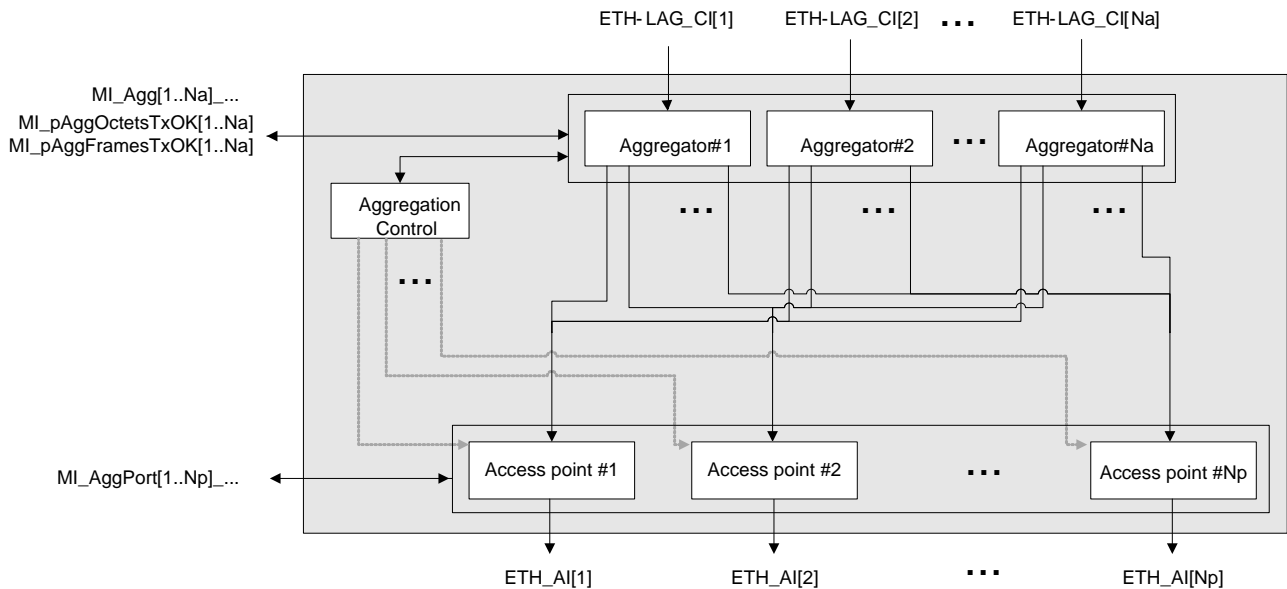 ETH-LAG_CI[1]
ETH-LAG_CI[2]
...
ETH-LAG_CI[Na]
MI_Agg[1..Na]_...
MI_pAggOctetsTxOK[1..Na]
MI_pAggFramesTxOK[1..Na]
Aggregator#1
Aggregator#2
...
Aggregator#Na
...
...
...
Aggregation
Control
...
MI_AggPort[1..Np]_...
Access point #1
Access point #2
...
Access point #Np
ETH_AI[1]
ETH_AI[2]
...
ETH_AI[Np]